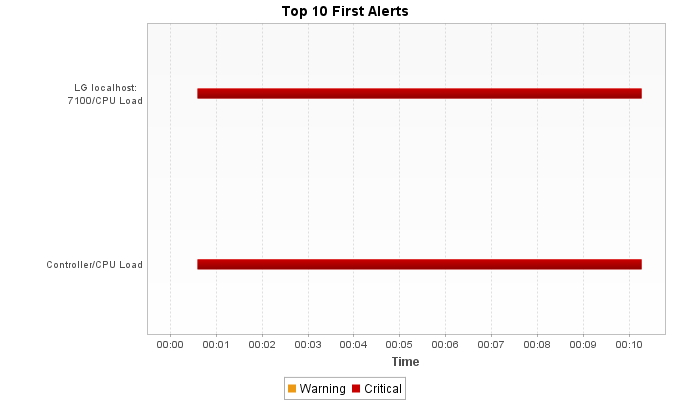 Top 10 First Alerts
LG localhost:
7100/CPU Load
Controller/CPU Load
00:00 00:01 00:02 00:03 00:04 00:05 00:06 00:07 00:08 00:09 00:10
Time
Warning Critical